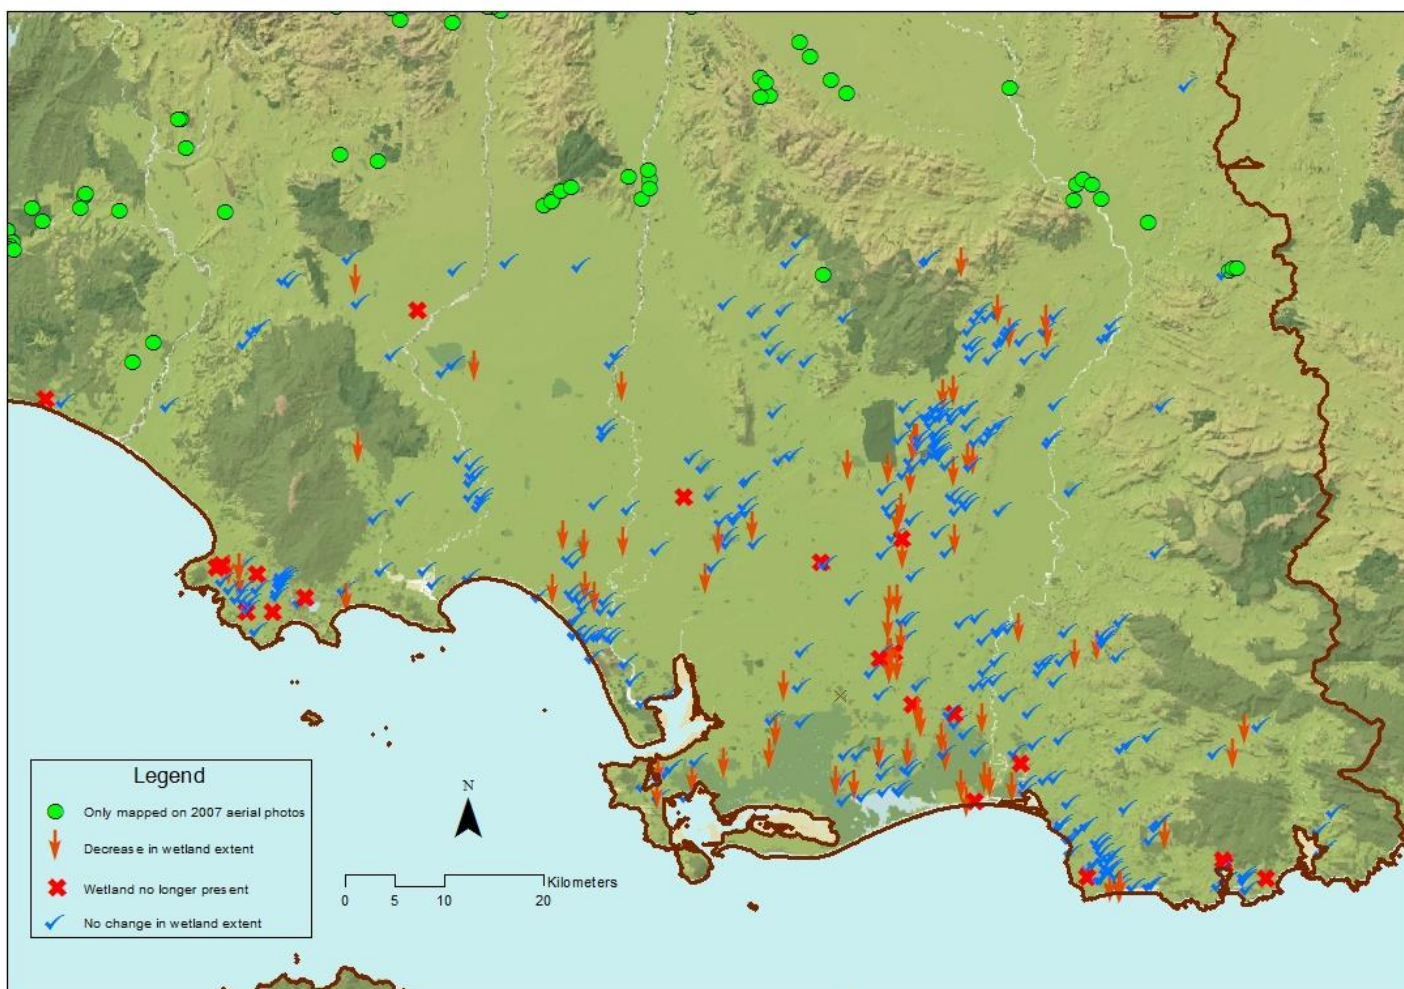 Legend
Only mapped on 2007 aerial photos
Decrease in wetland extent
Wetland no longer present
No change in wetland extent
N
Kilometers
0 5 10 20